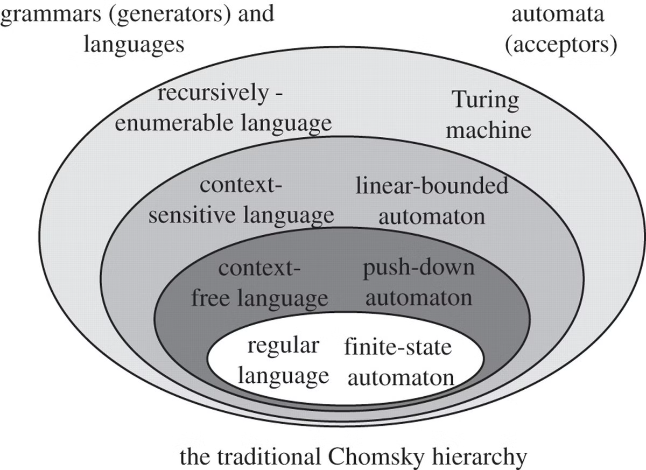 grammars (generators) and
languages
automata
(acceptors)
recursively -
enumerable language
Turing
machine
context-
sensitive language
linear-bounded
automaton
context-
free language
push-down
automaton
regular
language
finite-state
automaton
the traditional Chomsky hierarchy